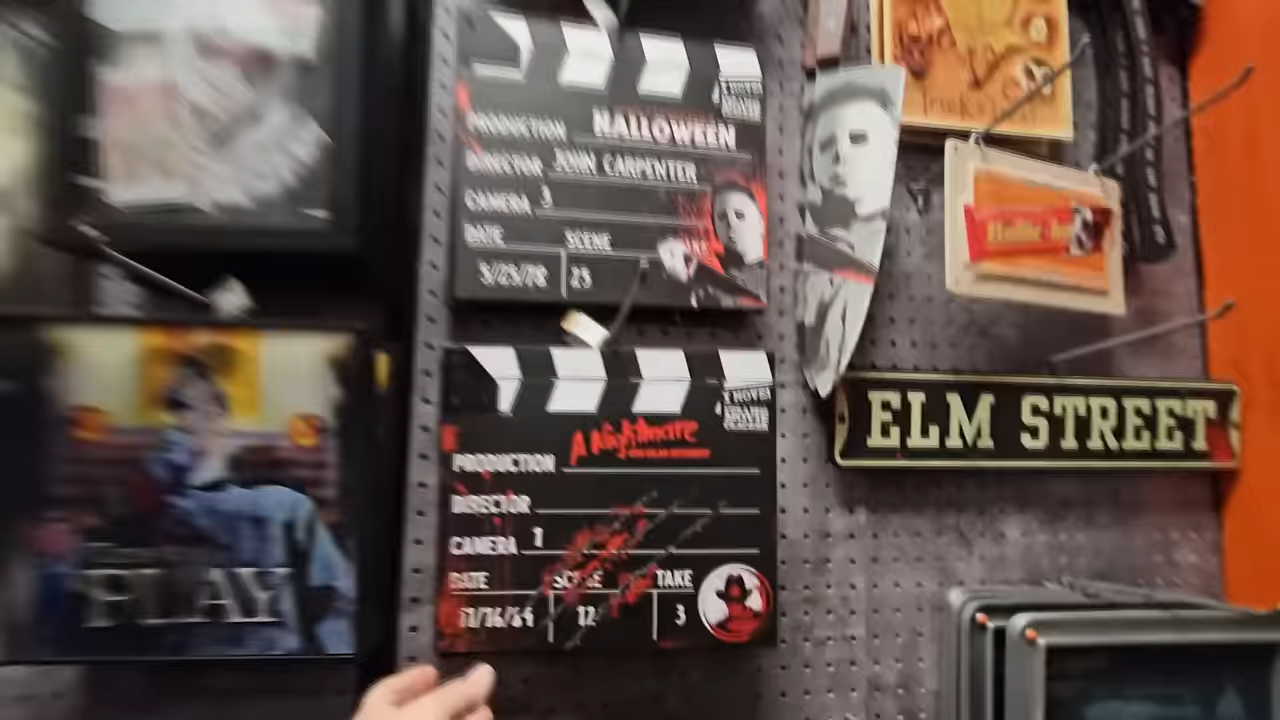 PRODUCTION HALLOWEEN
DIRECTOR JOHN CARPENTER
CAMERA 3
DATE SCENE
5/25/78 25
A Nightmare
PRODUCTION
DIRECTOR
CAMERA 1
DATE SCENE TAKE
12 3
ELM STREET
PLAY